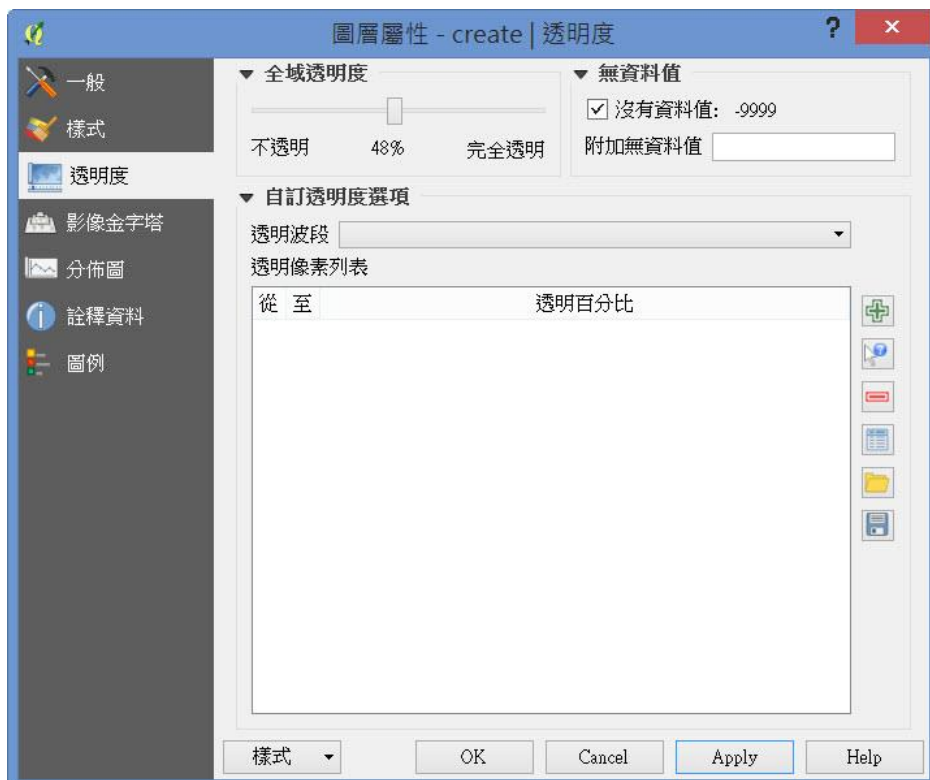 圖層屬性 - create | 透明度
?
一般
樣式
透明度
影像金字塔
分佈圖
詮釋資料
圖例
▼ 全域透明度
不透明 48% 完全透明
▼ 無資料值
沒有資料值: -9999
附加無資料值
▼ 自訂透明度選項
透明波段
透明像素列表
從 至 透明百分比
樣式
OK
Cancel
Apply
Help